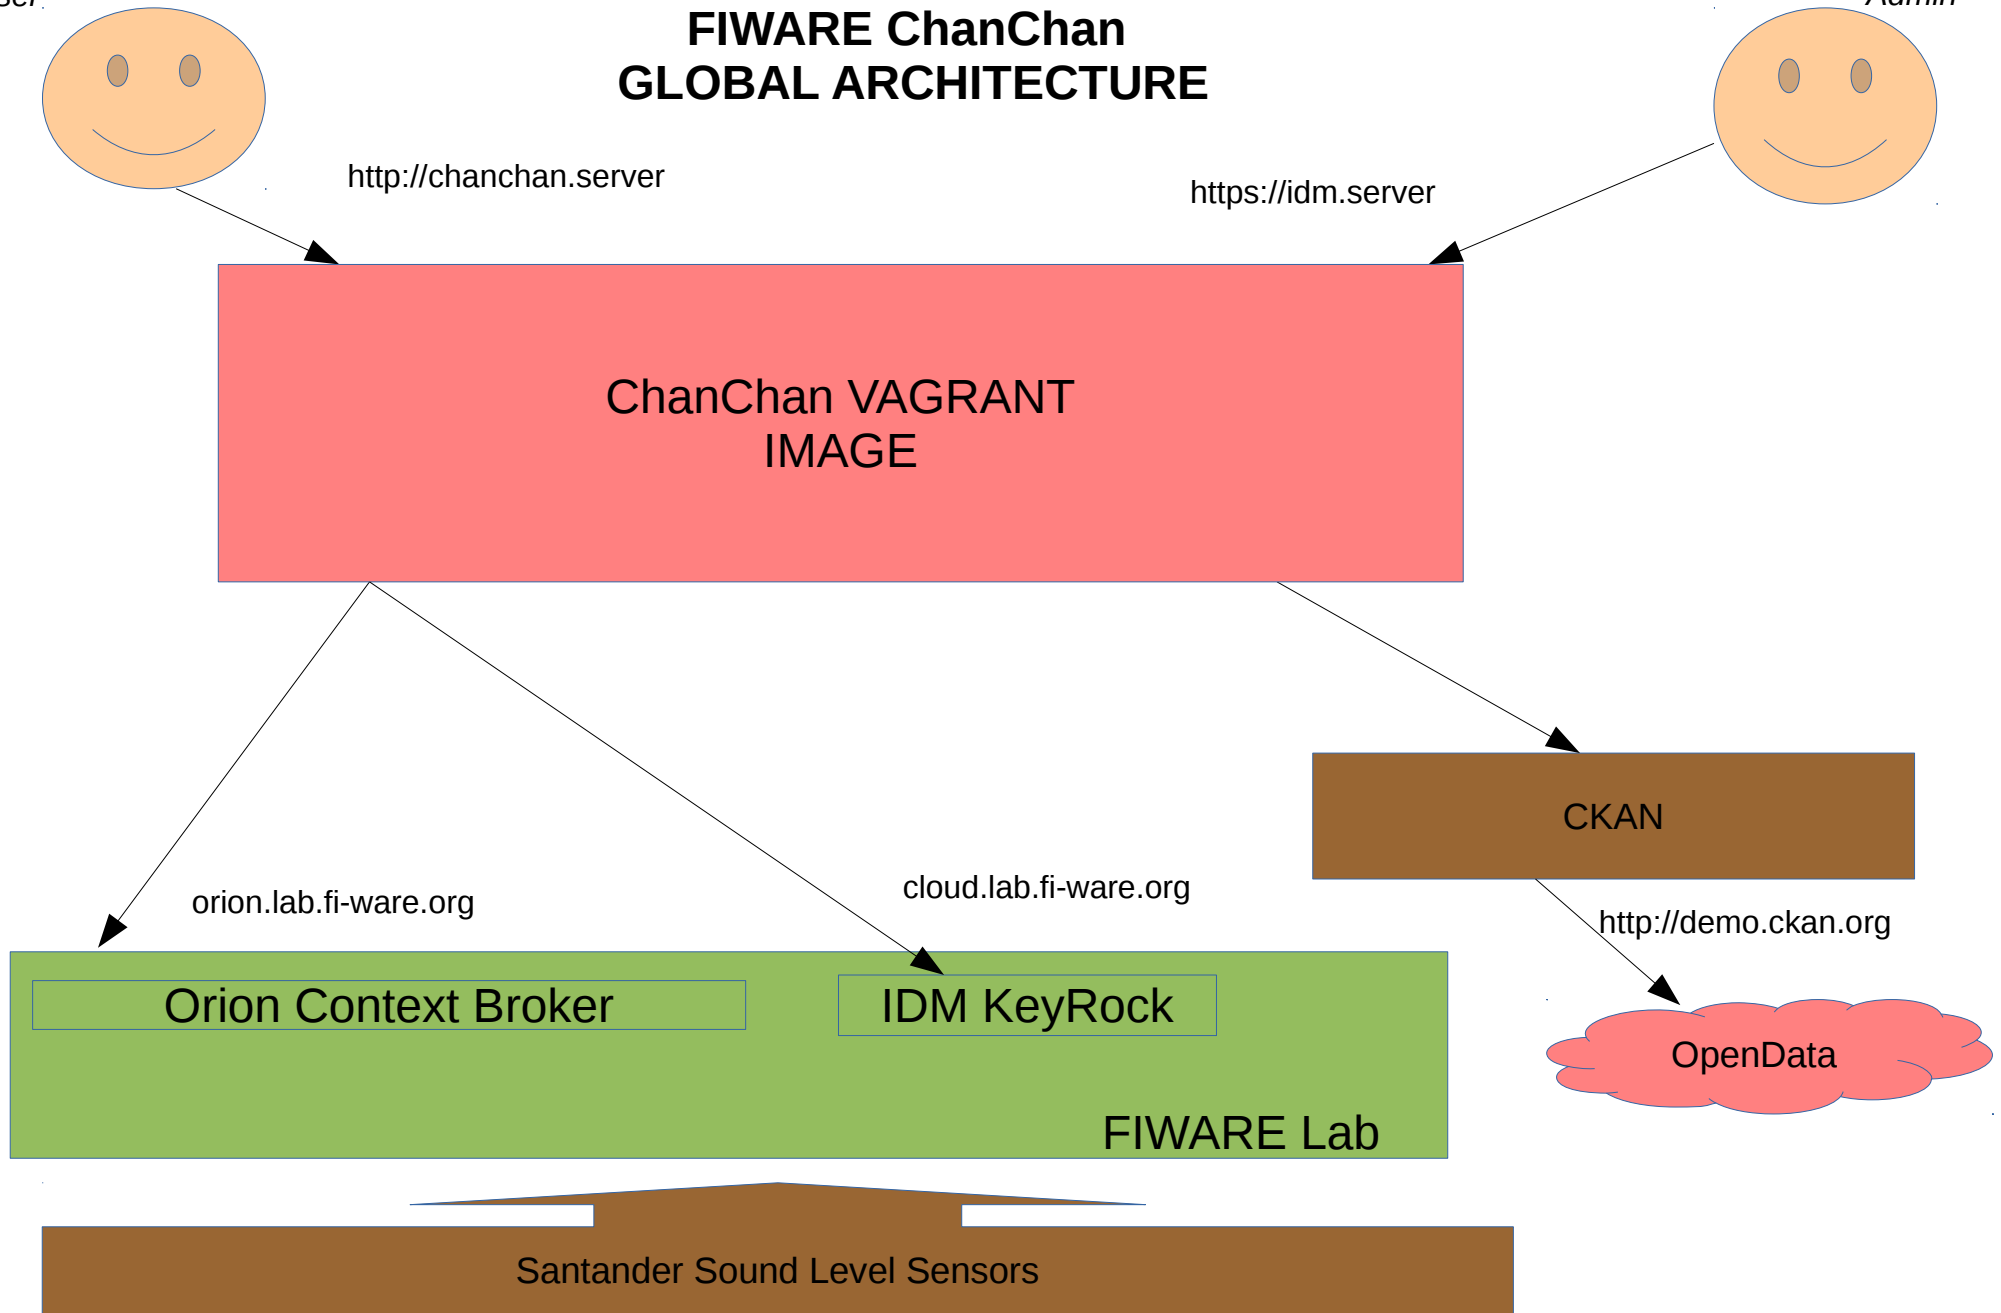 FIWARE ChanChan
GLOBAL ARCHITECTURE
http://chanchan.server
https://idm.server
ChanChan VAGRANT
IMAGE
CKAN
cloud.lab.fi-ware.org
orion.lab.fi-ware.org
http://demo.ckan.org
Orion Context Broker
IDM KeyRock
OpenData
FIWARE Lab
Santander Sound Level Sensors